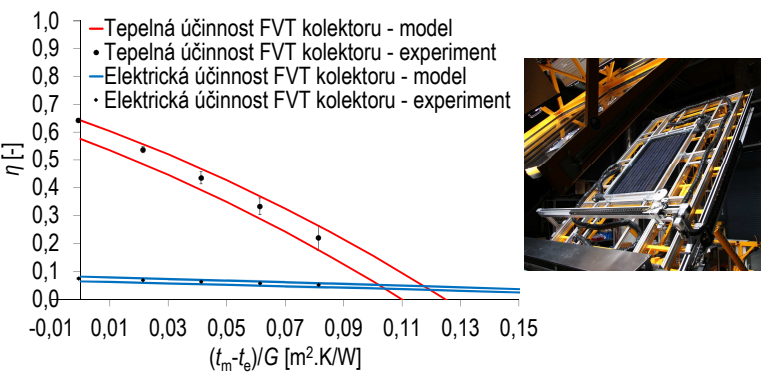 1,0
0,9
0,8
0,7
0,6
0,5
0,4
0,3
0,2
0,1
0,0
η [-]
Tepelná účinnost FVT kolektoru - model
Tepelná účinnost FVT kolektoru - experiment
Elektrická účinnost FVT kolektoru - model
Elektrická účinnost FVT kolektoru - experiment
-0,01 0,01 0,03 0,05 0,07 0,09 0,11 0,13 0,15
(tm-te)/G [m².K/W]